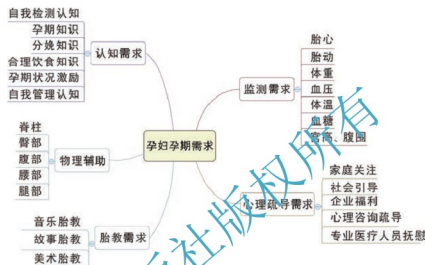 自我检测认知
孕期知识
分娩知识
合理饮食知识
孕期状况激励
自我管理认知
认知需求
脊柱
臀部
腹部
腰部
腿部
物理辅助
音乐胎教
故事胎教
美术胎教
胎教需求
孕妇孕期需求
监测需求
胎心
胎动
体重
血压
体温
血糖
宫高、腹围
心理疏导需求
家庭关注
社会引导
企业福利
心理咨询疏导
专业医疗人员抚慰
社版权所有